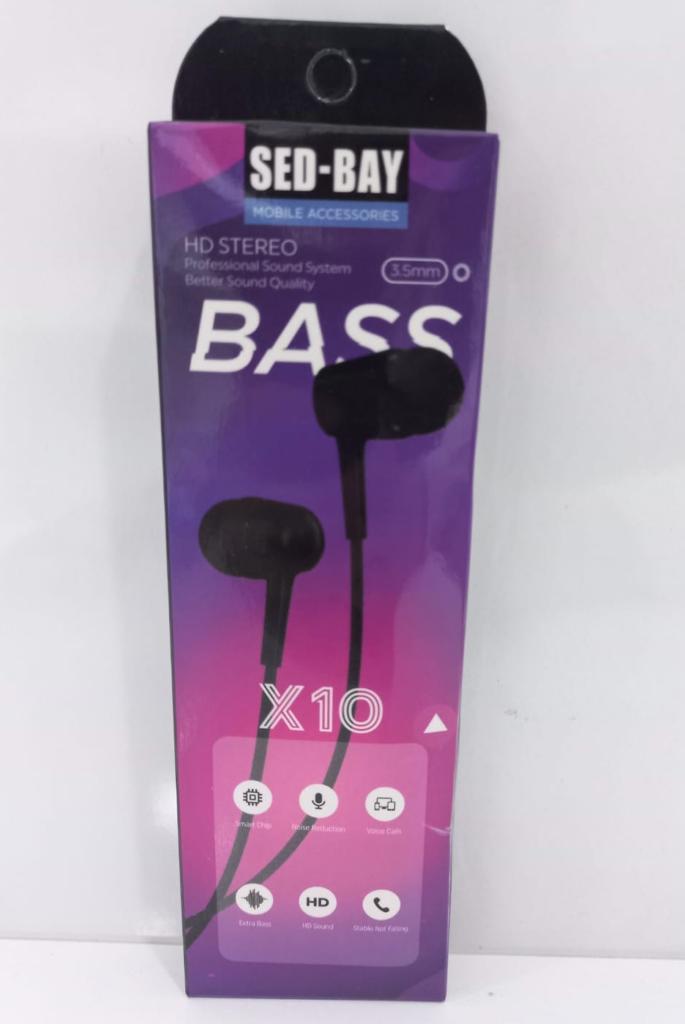 SED-BAY
MOBILE ACCESSORIES
HD STEREO
Professional Sound System
Better Sound Quality
3.5mm
BASS
X10
Smart Chip
Noise Reduction
Voice Calls
HD
Extra Bass
HD Sound
Stable Not Falling